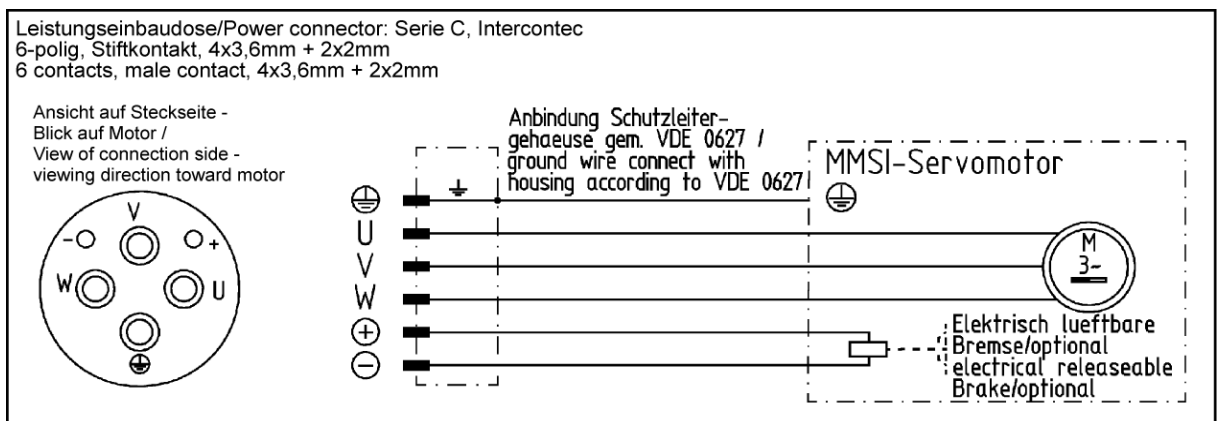 Leistungseinbaudose/Power connector: Serie C, Intercontec
6-polig, Stiftkontakt, 4x3,6mm + 2x2mm
6 contacts, male contact, 4x3,6mm + 2x2mm
Ansicht auf Steckseite -
Blick auf Motor /
View of connection side -
viewing direction toward motor
V
- +
W U
Anbindung Schutzleiter-
gehaeuse gem. VDE 0627 /
ground wire connect with
housing according to VDE 0627
U
V
W
+
-
MMSI-Servomotor
M
3~
Elektrisch lueftbare
Bremse/optional
electrical releaseable
Brake/optional